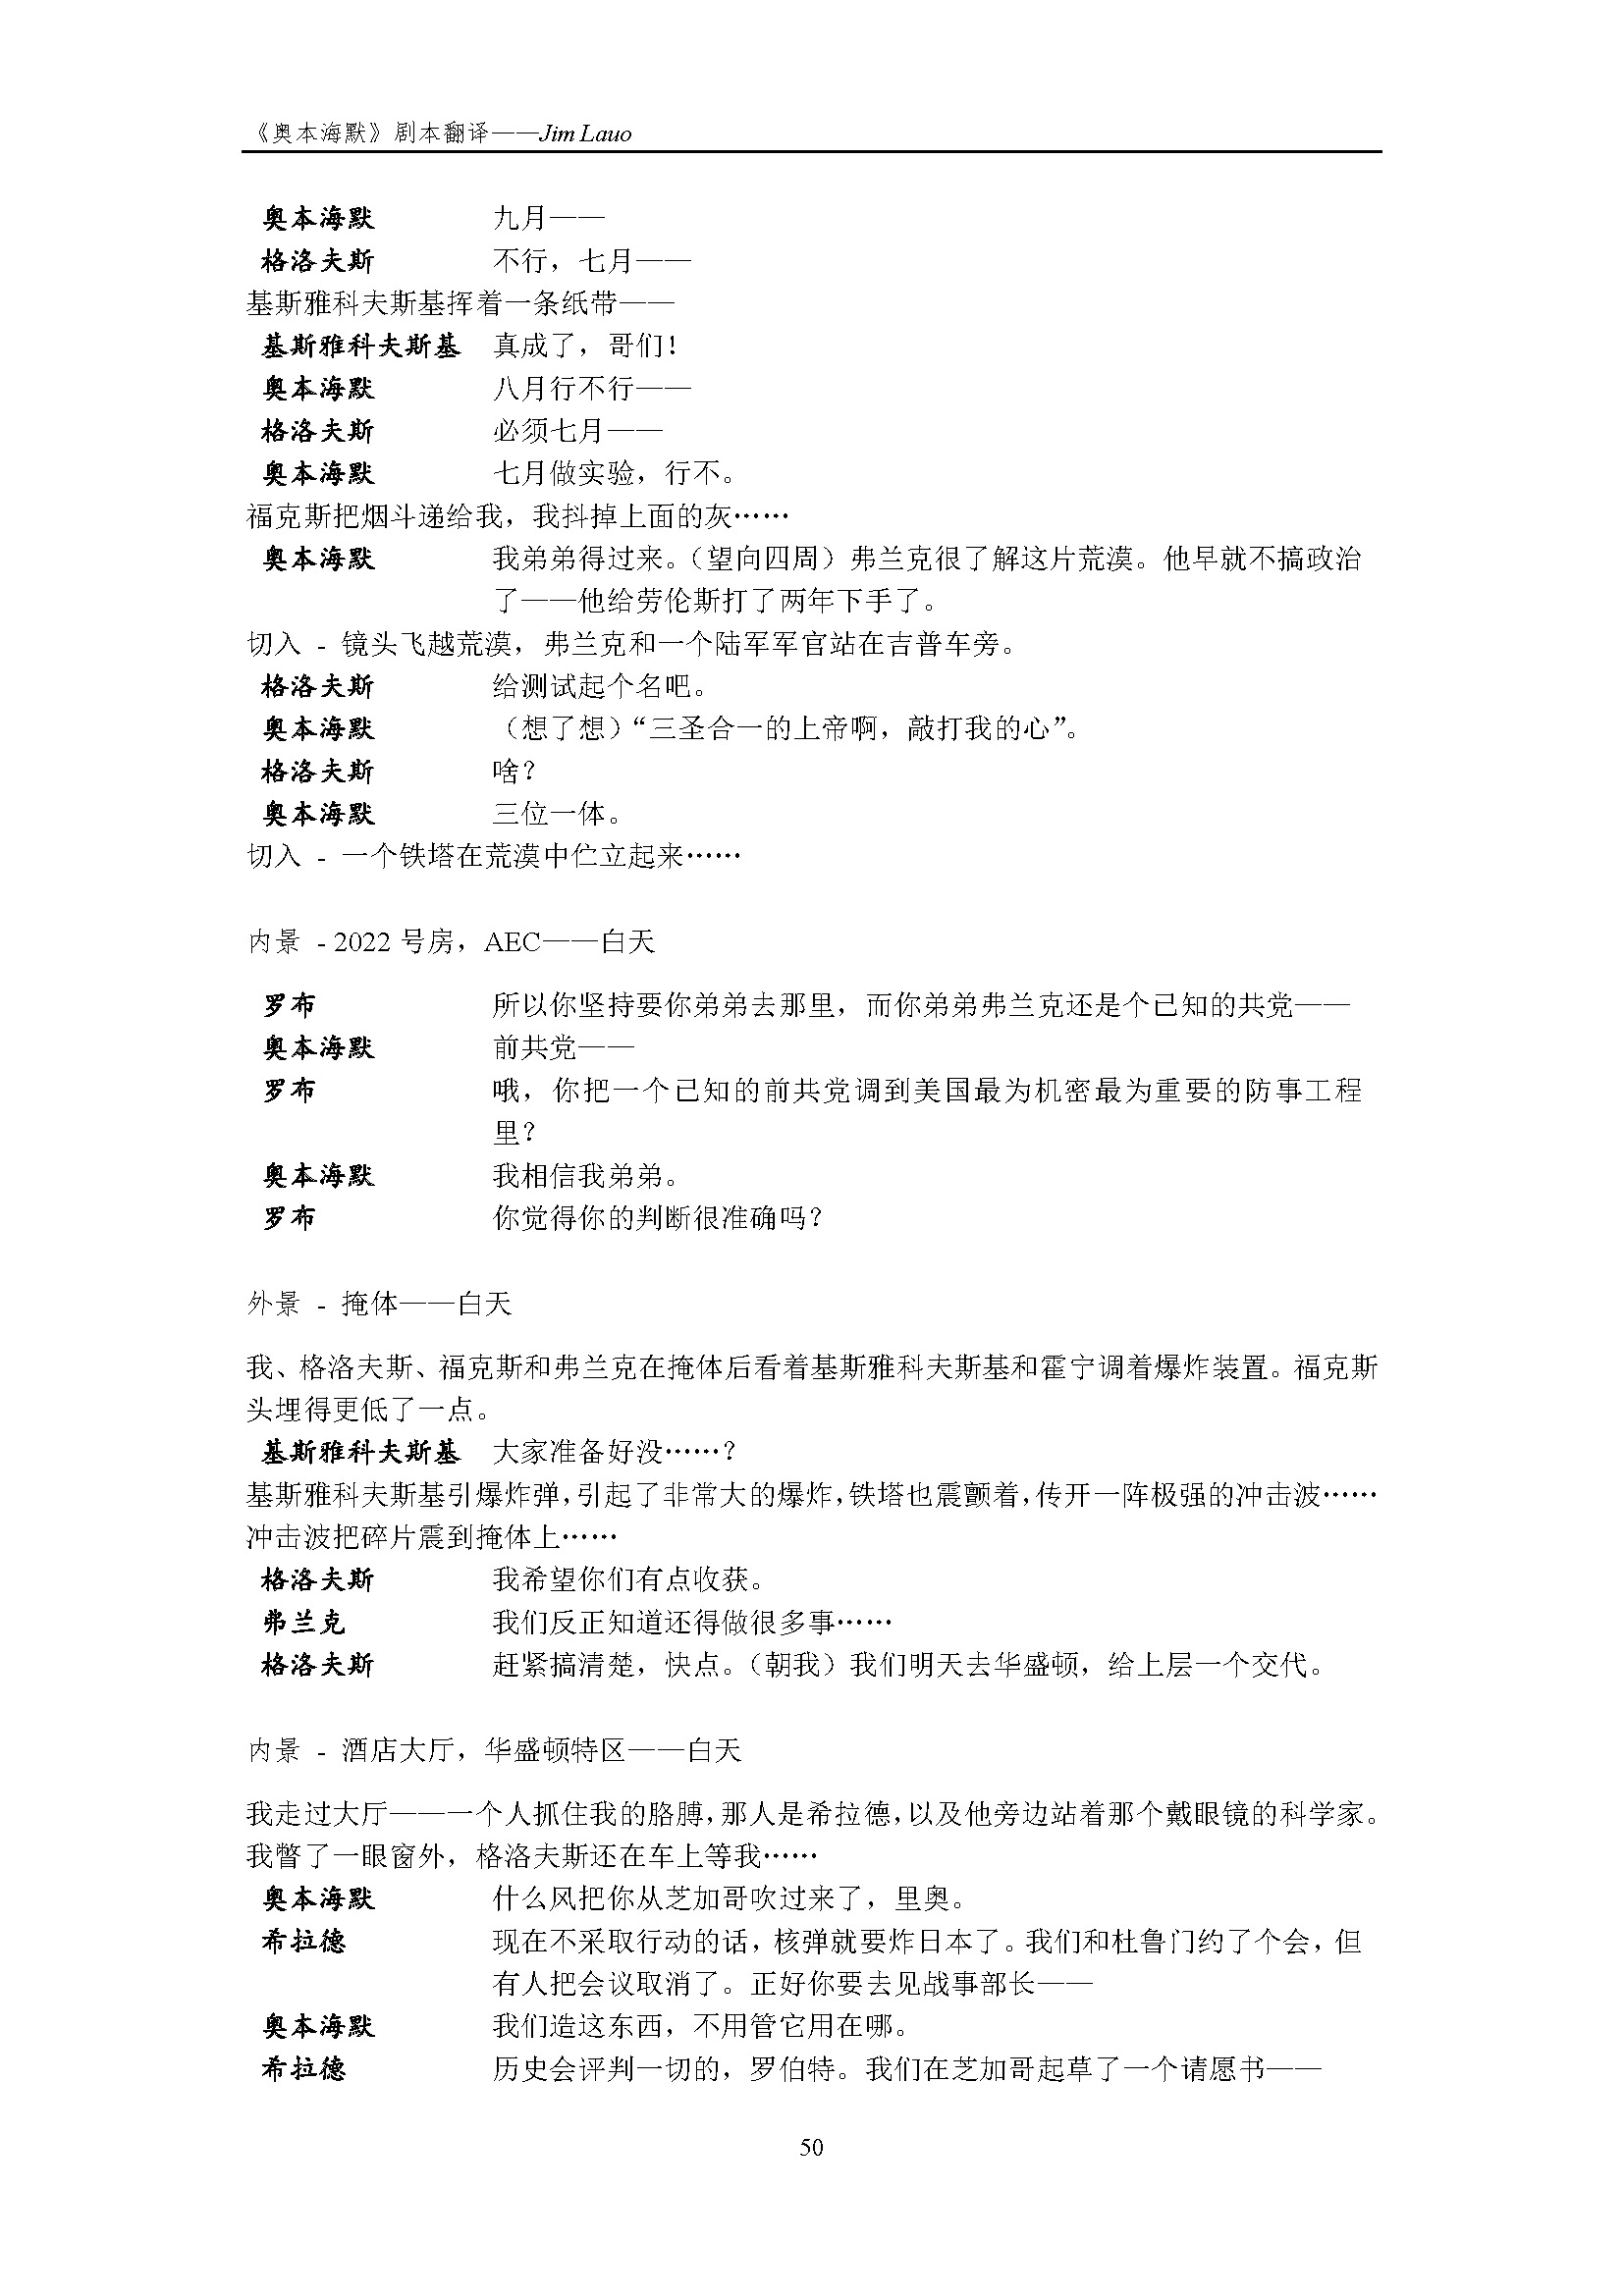 《奥本海默》剧本翻译——Jim Lauo
奥本海默 九月——
格洛夫斯 不行，七月——
基斯雅科夫斯基挥着一条纸带——
基斯雅科夫斯基 真成了，哥们！
奥本海默 八月行不行——
格洛夫斯 必须七月——
奥本海默 七月做实验，行不。
福克斯把烟斗递给我，我抖掉上面的灰……
奥本海默 我弟弟得过来。（望向四周）弗兰克很了解这片荒漠。他早就不搞政治
了——他给劳伦斯打了两年下手了。
切入 - 镜头飞越荒漠，弗兰克和一个陆军军官站在吉普车旁。
格洛夫斯 给测试起个名吧。
奥本海默 （想了想）“三圣合一的上帝啊，敲打我的心”。
格洛夫斯 啥？
奥本海默 三位一体。
切入 - 一个铁塔在荒漠中伫立起来……
内景 - 2022 号房，AEC——白天
罗布 所以你坚持要你弟弟去那里，而你弟弟弗兰克还是个已知的共党——
奥本海默 前共党——
罗布 哦，你把一个已知的前共党调到美国最为机密最为重要的防事工程
里？
奥本海默 我相信我弟弟。
罗布 你觉得你的判断很准确吗？
外景 - 掩体——白天
我、格洛夫斯、福克斯和弗兰克在掩体后看着基斯雅科夫斯基和霍宁调着爆炸装置。福克斯
头埋得更低了一点。
基斯雅科夫斯基 大家准备好没……？
基斯雅科夫斯基引爆炸弹，引起了非常大的爆炸，铁塔也震颤着，传开一阵极强的冲击波……
冲击波把碎片震到掩体上……
格洛夫斯 我希望你们有点收获。
弗兰克 我们反正知道还得做很多事……
格洛夫斯 赶紧搞清楚，快点。（朝我）我们明天去华盛顿，给上层一个交代。
内景 - 酒店大厅，华盛顿特区——白天
我走过大厅——一个人抓住我的胳膊，那人是希拉德，以及他旁边站着那个戴眼镜的科学家。
我瞥了一眼窗外，格洛夫斯还在车上等我……
奥本海默 什么风把你从芝加哥吹过来了，里奥。
希拉德 现在不采取行动的话，核弹就要炸日本了。我们和杜鲁门约了个会，但
有人把会议取消了。正好你要去见战事部长——
奥本海默 我们造这东西，不用管它用在哪。
希拉德 历史会评判一切的，罗伯特。我们在芝加哥起草了一个请愿书——
50